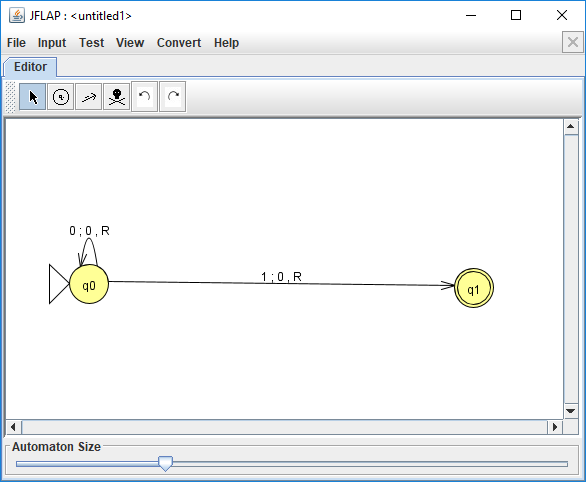 JFLAP : <untitled1>
File Input Test View Convert Help
Editor
0 ; 0 , R
q0
1 ; 0 , R
q1
Automaton Size